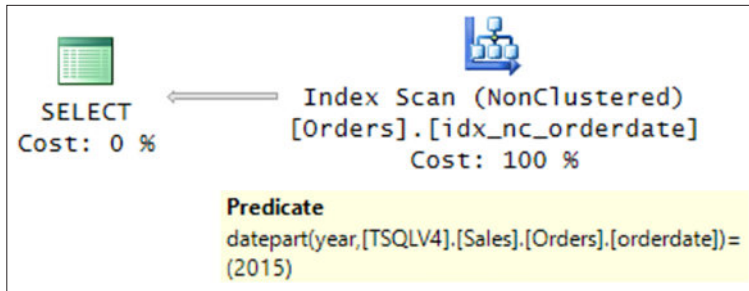 SELECT
Cost: 0 %
Index Scan (NonClustered)
[Orders].[idx_nc_orderdate]
Cost: 100 %
Predicate
datepart(year,[TSQLV4].[Sales].[Orders].[orderdate])=
(2015)